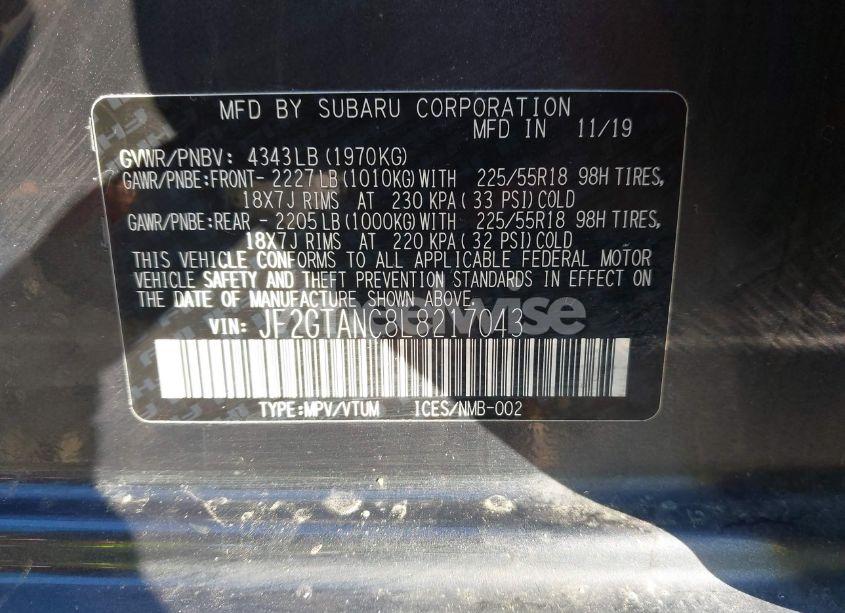 MFD BY SUBARU CORPORATION
MFD IN 11/19
GVWR/PNBV: 4343LB (1970KG)
GAWR/PNBE:FRONT- 2227LB (1010KG) WITH 225/55R18 98H TIRES,
18X7J RIMS AT 230 KPA ( 33 PSI) COLD
GAWR/PNBE:REAR - 2205LB (1000KG) WITH 225/55R18 98H TIRES,
18X7J RIMS AT 220 KPA ( 32 PSI) COLD
THIS VEHICLE CONFORMS TO ALL APPLICABLE FEDERAL MOTOR
VEHICLE SAFETY AND THEFT PREVENTION STANDARDS IN EFFECT ON
THE DATE OF MANUFACTURE SHOWN ABOVE.
VIN: JF2GTANC8L8217043
TYPE:MPV/VTUM ICES/NMB-002